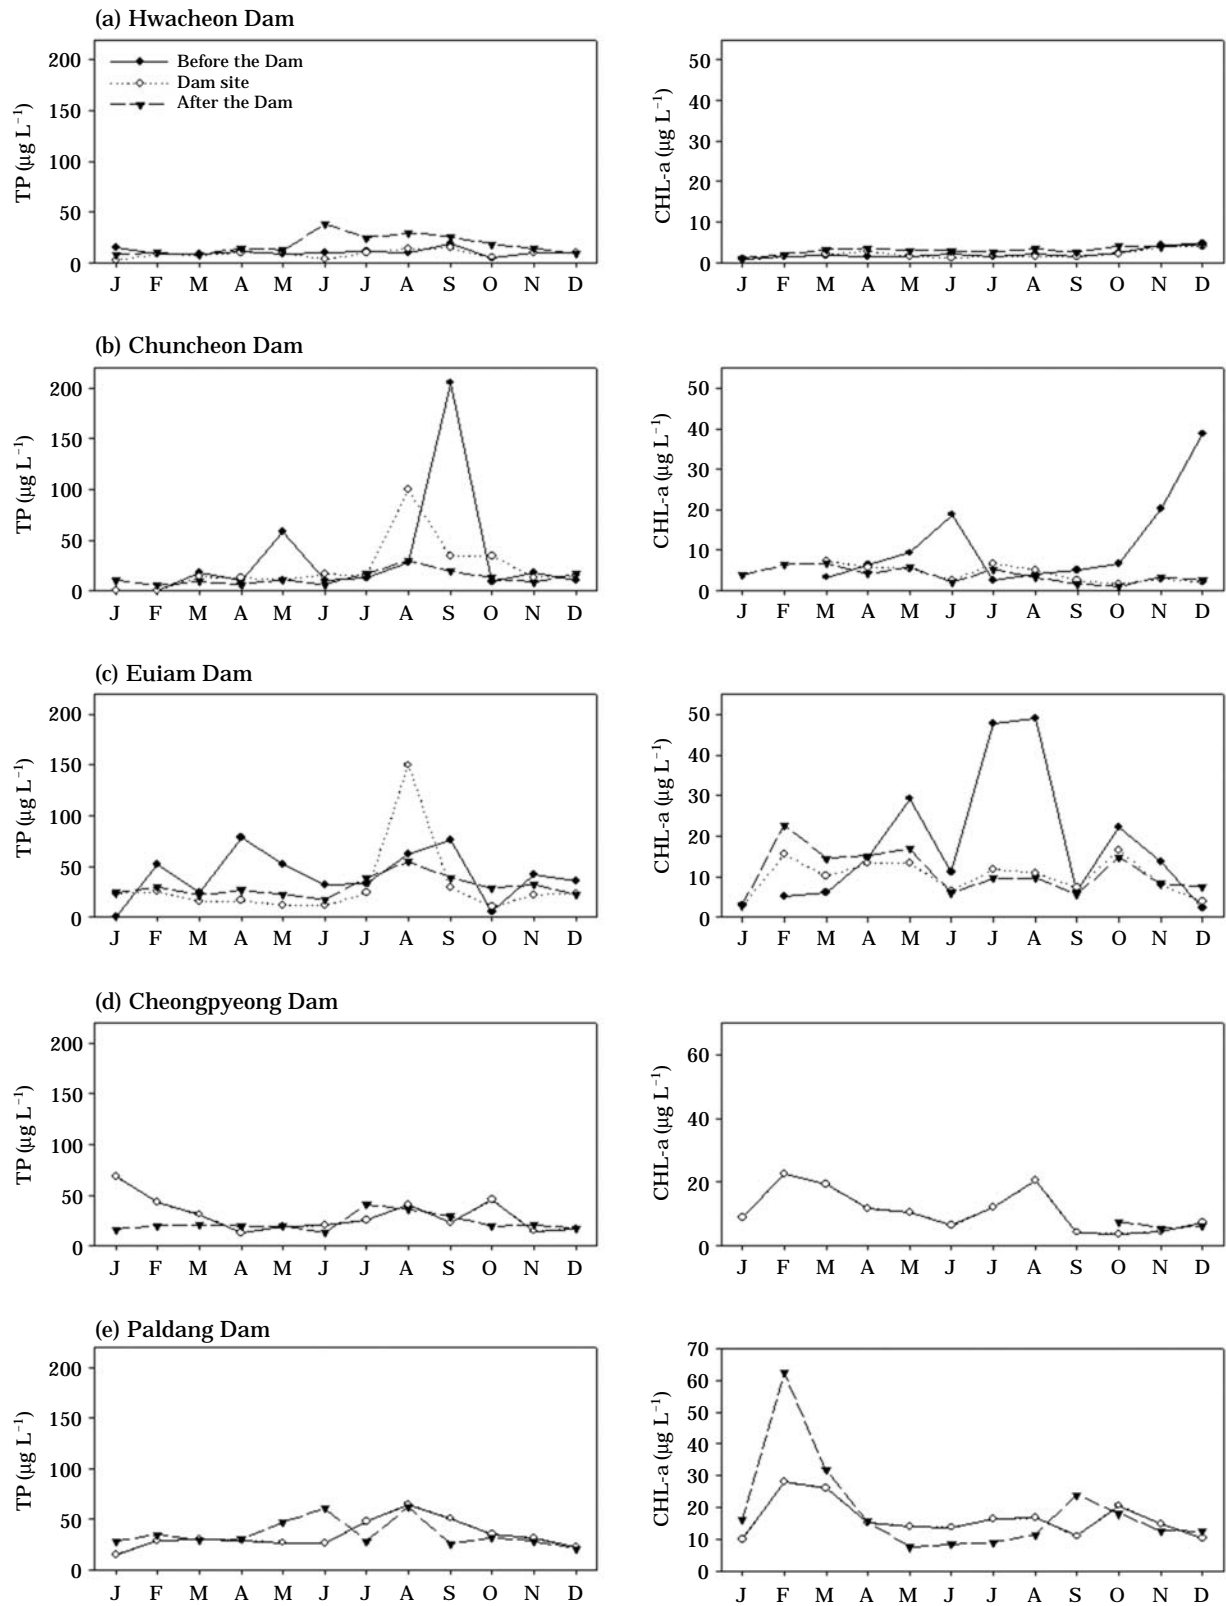 (a) Hwacheon Dam
200
150
100
50
0
TP (µg L⁻¹)
Before the Dam
Dam site
After the Dam
J F M A M J J A S O N D
50
40
30
20
10
0
CHL-a (µg L⁻¹)
J F M A M J J A S O N D
(b) Chuncheon Dam
200
150
100
50
0
TP (µg L⁻¹)
J F M A M J J A S O N D
50
40
30
20
10
0
CHL-a (µg L⁻¹)
J F M A M J J A S O N D
(c) Euiam Dam
200
150
100
50
0
TP (µg L⁻¹)
J F M A M J J A S O N D
50
40
30
20
10
0
CHL-a (µg L⁻¹)
J F M A M J J A S O N D
(d) Cheongpyeong Dam
200
150
100
50
0
TP (µg L⁻¹)
J F M A M J J A S O N D
60
40
20
0
CHL-a (µg L⁻¹)
J F M A M J J A S O N D
(e) Paldang Dam
200
150
100
50
0
TP (µg L⁻¹)
J F M A M J J A S O N D
70
60
50
40
30
20
10
0
CHL-a (µg L⁻¹)
J F M A M J J A S O N D